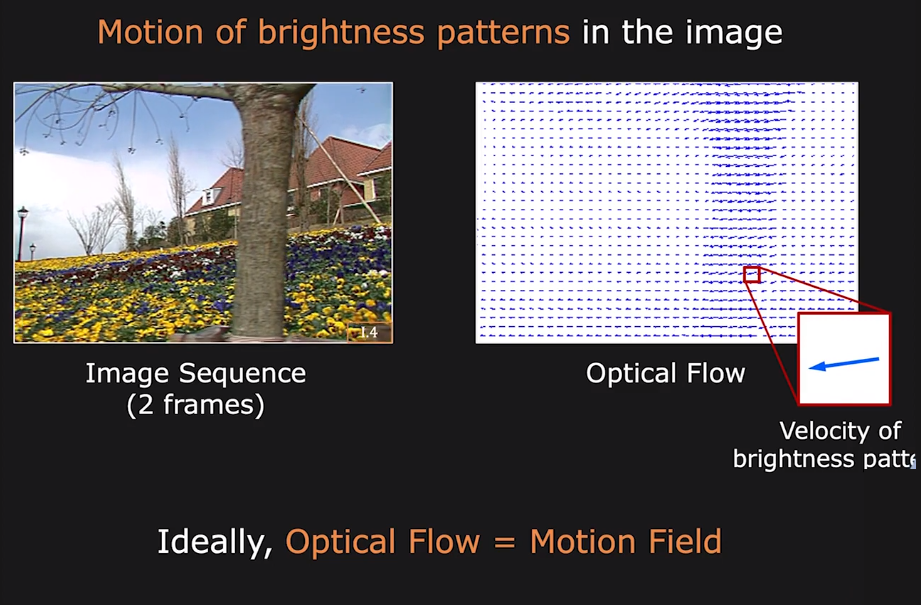 Motion of brightness patterns in the image
I.4
Image Sequence
(2 frames)
Optical Flow
Velocity of
brightness
Ideally, Optical Flow = Motion Field